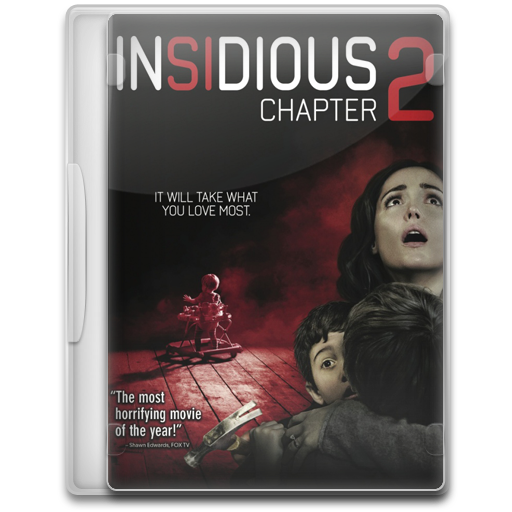 INSIDIOUS
CHAPTER 2
IT WILL TAKE WHAT
YOU LOVE MOST.
"The most
horrifying movie
of the year!"
- Shawn Edwards, FOX TV